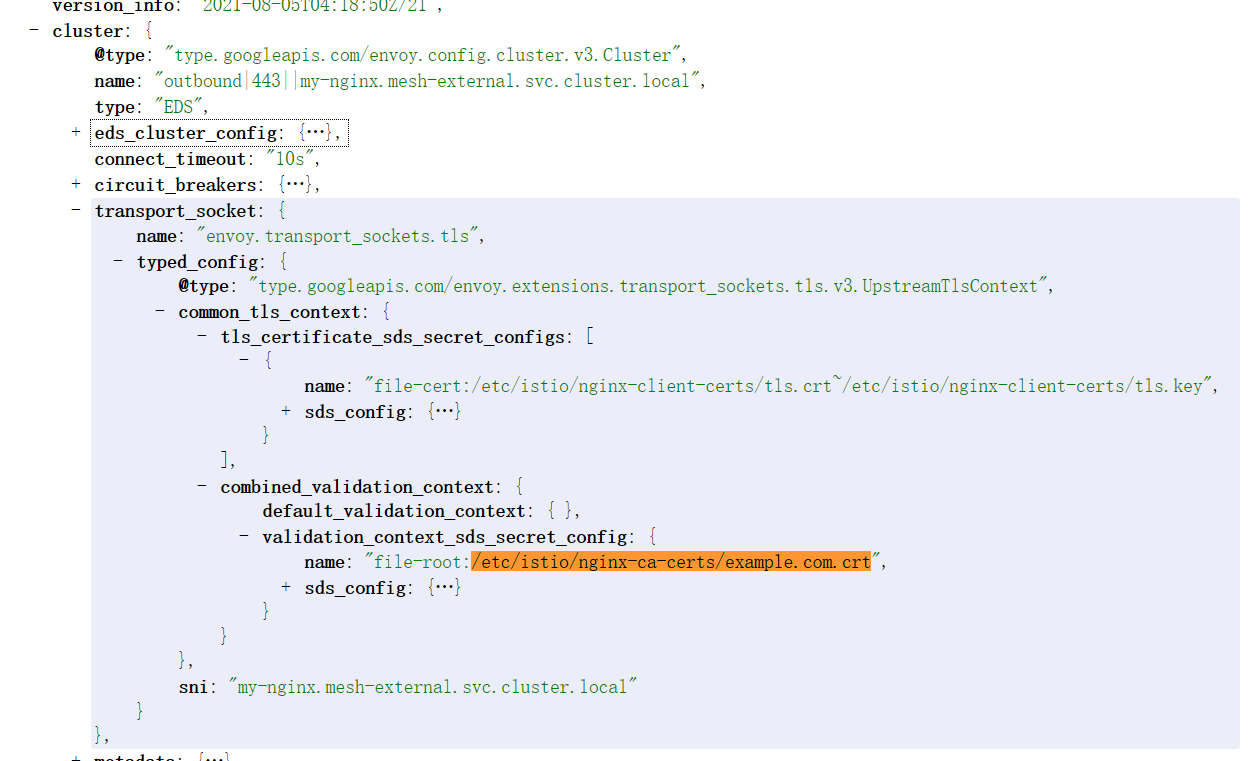 version_info: "2021-08-05T04:18:50Z/21",
- cluster: {
@type: "type.googleapis.com/envoy.config.cluster.v3.Cluster",
name: "outbound|443||my-nginx.mesh-external.svc.cluster.local",
type: "EDS",
+ eds_cluster_config: {…},
connect_timeout: "10s",
+ circuit_breakers: {…},
- transport_socket: {
name: "envoy.transport_sockets.tls",
- typed_config: {
@type: "type.googleapis.com/envoy.extensions.transport_sockets.tls.v3.UpstreamTlsContext",
- common_tls_context: {
- tls_certificate_sds_secret_configs: [
- {
name: "file-cert:/etc/istio/nginx-client-certs/tls.crt~/etc/istio/nginx-client-certs/tls.key",
+ sds_config: {…}
}
],
- combined_validation_context: {
default_validation_context: { },
- validation_context_sds_secret_config: {
name: "file-root:/etc/istio/nginx-ca-certs/example.com.crt",
+ sds_config: {…}
}
}
},
sni: "my-nginx.mesh-external.svc.cluster.local"
}
},
+ metadata: {…}